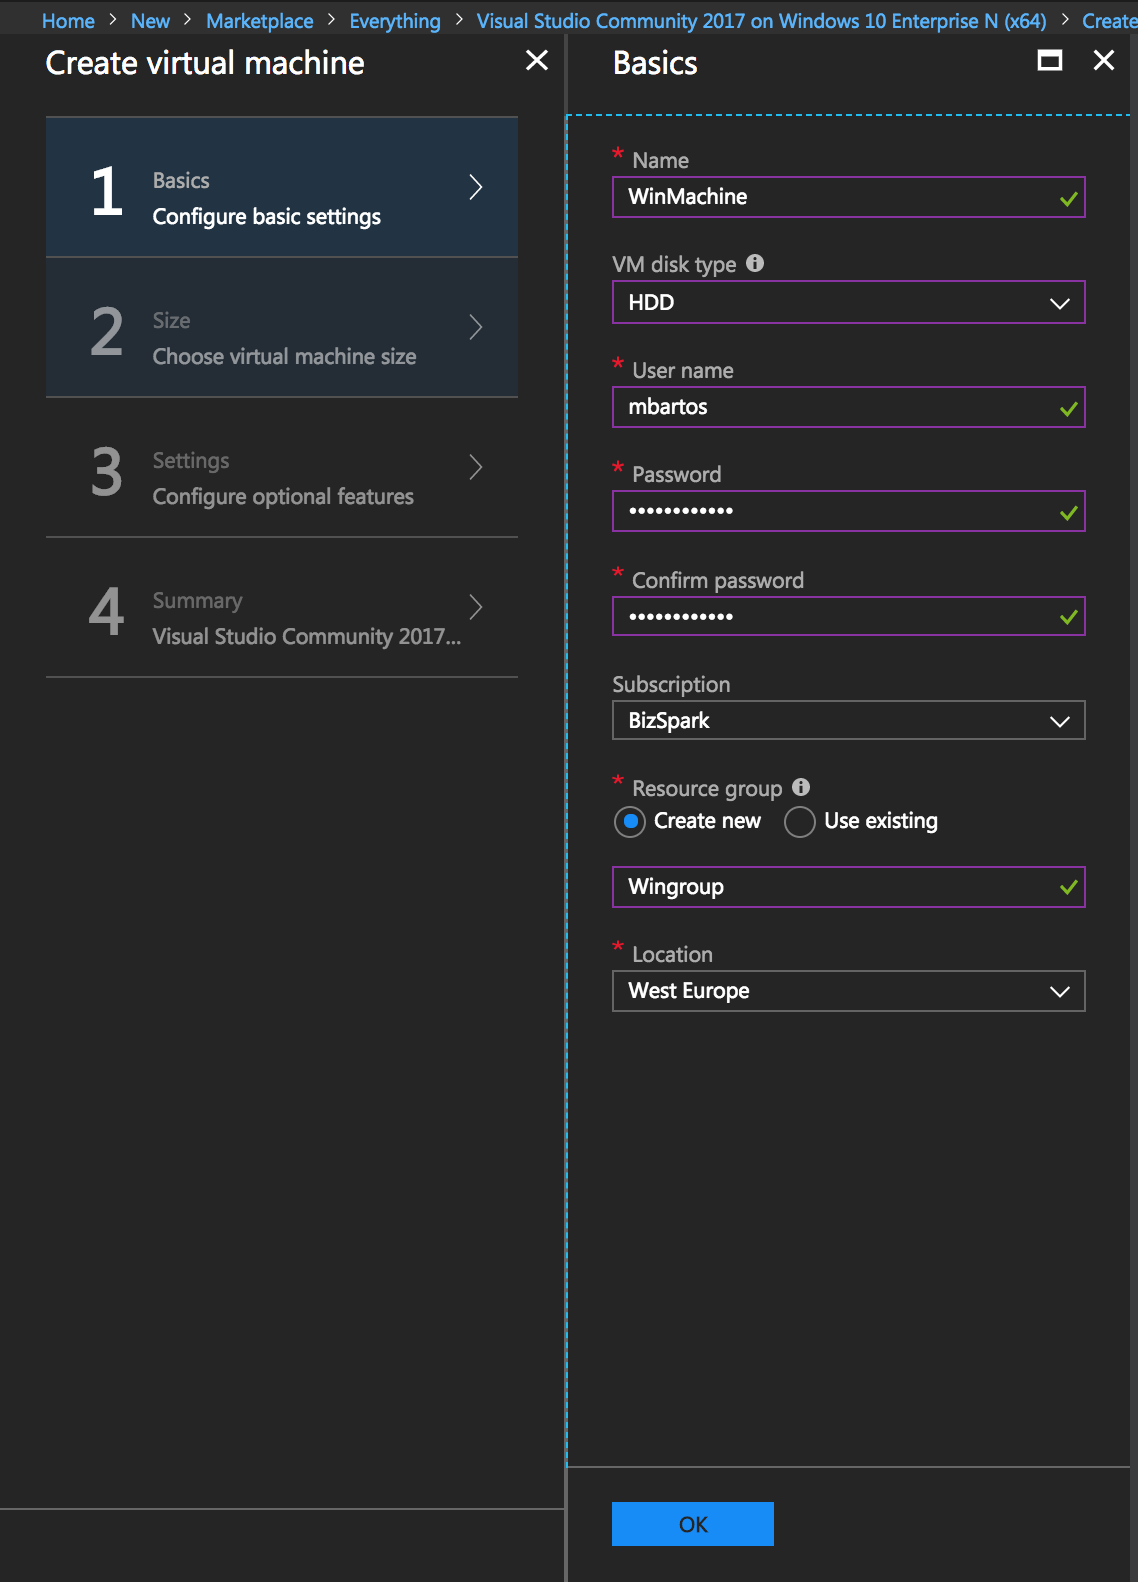 Home > New > Marketplace > Everything > Visual Studio Community 2017 on Windows 10 Enterprise N (x64) > Create
Create virtual machine
1
Basics
Configure basic settings
2
Size
Choose virtual machine size
3
Settings
Configure optional features
4
Summary
Visual Studio Community 2017...
Basics
* Name
WinMachine
VM disk type
HDD
* User name
mbartos
* Password
••••••••••••
* Confirm password
••••••••••••
Subscription
BizSpark
* Resource group
Create new Use existing
Wingroup
* Location
West Europe
OK